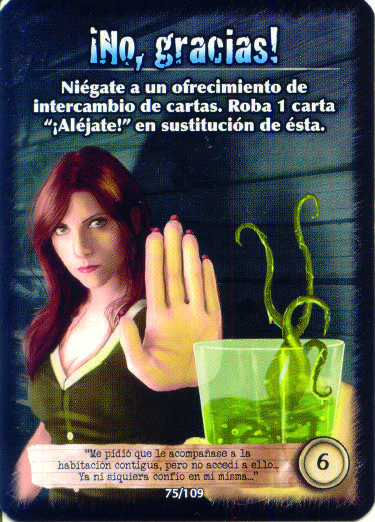 ¡No, gracias!
Niégate a un ofrecimiento de
intercambio de cartas. Roba 1 carta
“¡Aléjate!” en sustitución de ésta.
“Me pidió que le acompañase a la
habitación contigua, pero no accedí a ello...
Ya ni siquiera confío en mi misma...”
6
75/109